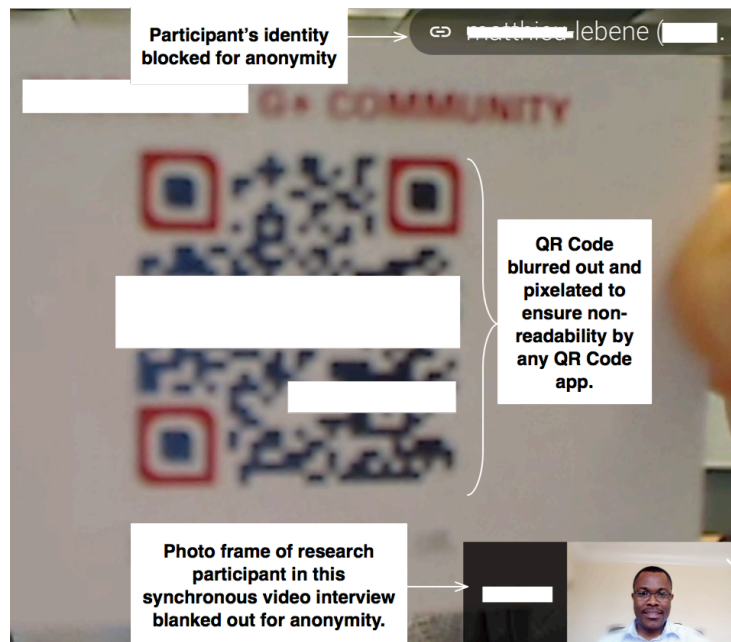 Participant's identity
blocked for anonymity
lebene (
G+ COMMUNITY
QR Code
blurred out and
pixelated to
ensure non-
readability by
any QR Code
app.
Photo frame of research
participant in this
synchronous video interview
blanked out for anonymity.